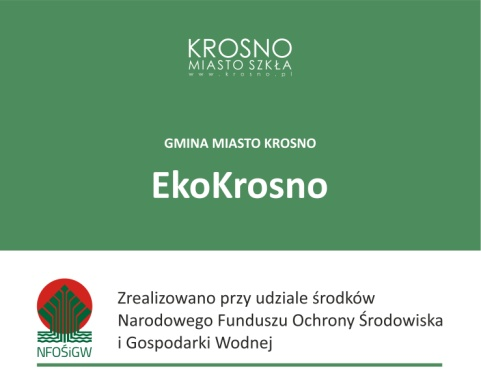 KROSNO
MIASTO SZKŁA
www.krosno.pl
GMINA MIASTO KROSNO
EkoKrosno
Zrealizowano przy udziale środków
Narodowego Funduszu Ochrony Środowiska
i Gospodarki Wodnej
NFOŚiGW